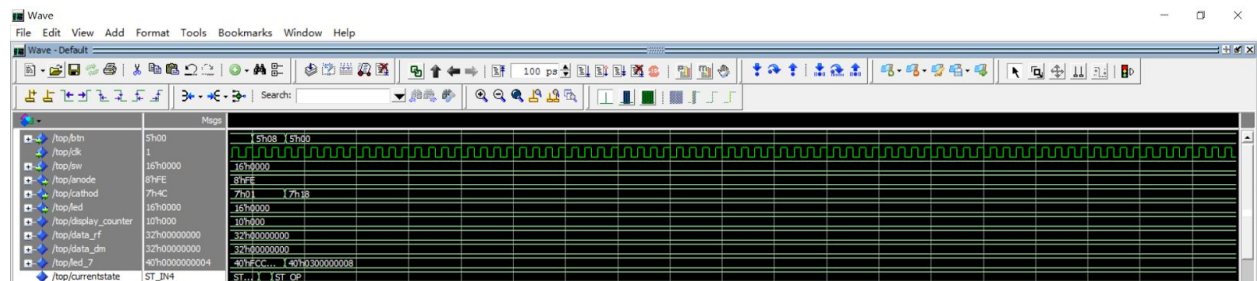 Wave
File Edit View Add Format Tools Bookmarks Window Help
Wave - Default
100 ps
Search:
Msgs
/top/btn 5'h00 5'h08 5'h00
/top/clk 1
/top/sw 16'h0000 16'h0000
/top/anode 8'hFE 8'hFE
/top/cathod 7'h4C 7'h01 7'h18
/top/led 16'h0000 16'h0000
/top/display_counter 10'h000 10'h000
/top/data_rf 32'h00000000 32'h00000000
/top/data_dm 32'h00000000 32'h00000000
/top/led_7 40'h0000000004 40'hFCC... 40'h0300000008
/top/currentstate ST_IN4 ST... ST_OP